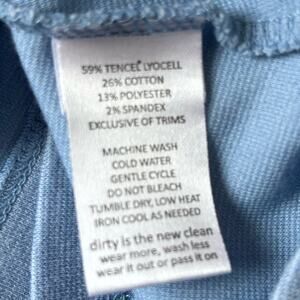 59% TENCEL LYOCELL
26% COTTON
13% POLYESTER
2% SPANDEX
EXCLUSIVE OF TRIMS
MACHINE WASH
COLD WATER
GENTLE CYCLE
DO NOT BLEACH
TUMBLE DRY, LOW HEAT
IRON COOL AS NEEDED
dirty is the new clean
wear more, wash less
wear it out or pass it on